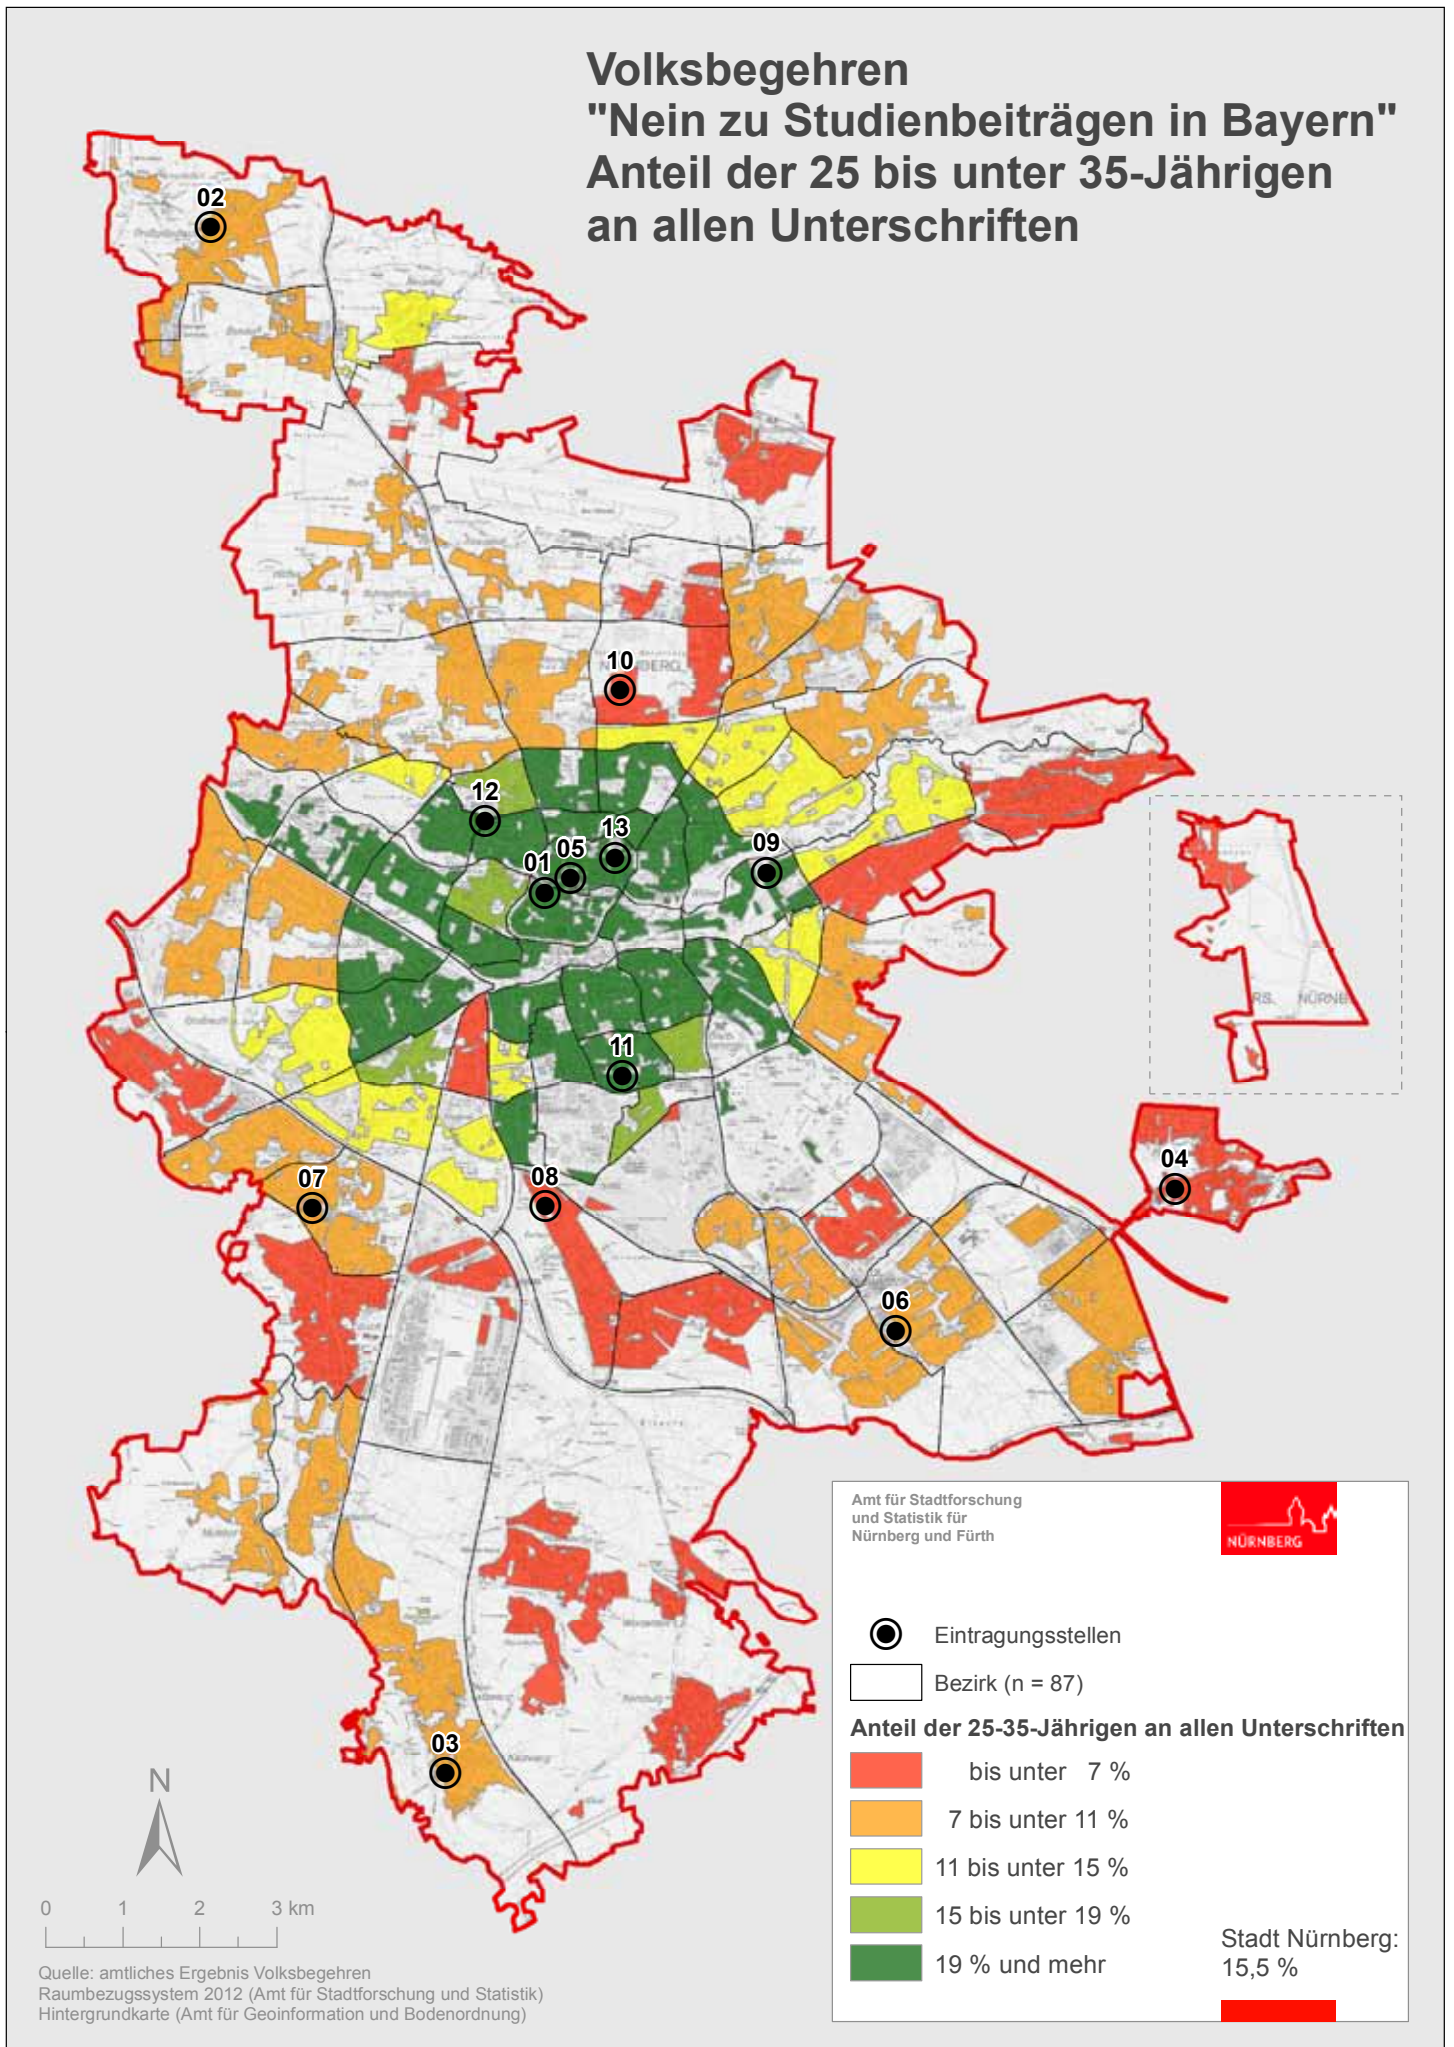 Volksbegehren
"Nein zu Studienbeiträgen in Bayern"
Anteil der 25 bis unter 35-Jährigen
an allen Unterschriften
02
10
12
13
05
01
09
RS. NÜRNB
11
04
07
08
06
03
Amt für Stadtforschung
und Statistik für
Nürnberg und Fürth
NÜRNBERG
Eintragungsstellen
Bezirk (n = 87)
Anteil der 25-35-Jährigen an allen Unterschriften
bis unter 7 %
7 bis unter 11 %
11 bis unter 15 %
15 bis unter 19 %
19 % und mehr
Stadt Nürnberg:
15,5 %
N
0 1 2 3 km
Quelle: amtliches Ergebnis Volksbegehren
Raumbezugssystem 2012 (Amt für Stadtforschung und Statistik)
Hintergrundkarte (Amt für Geoinformation und Bodenordnung)